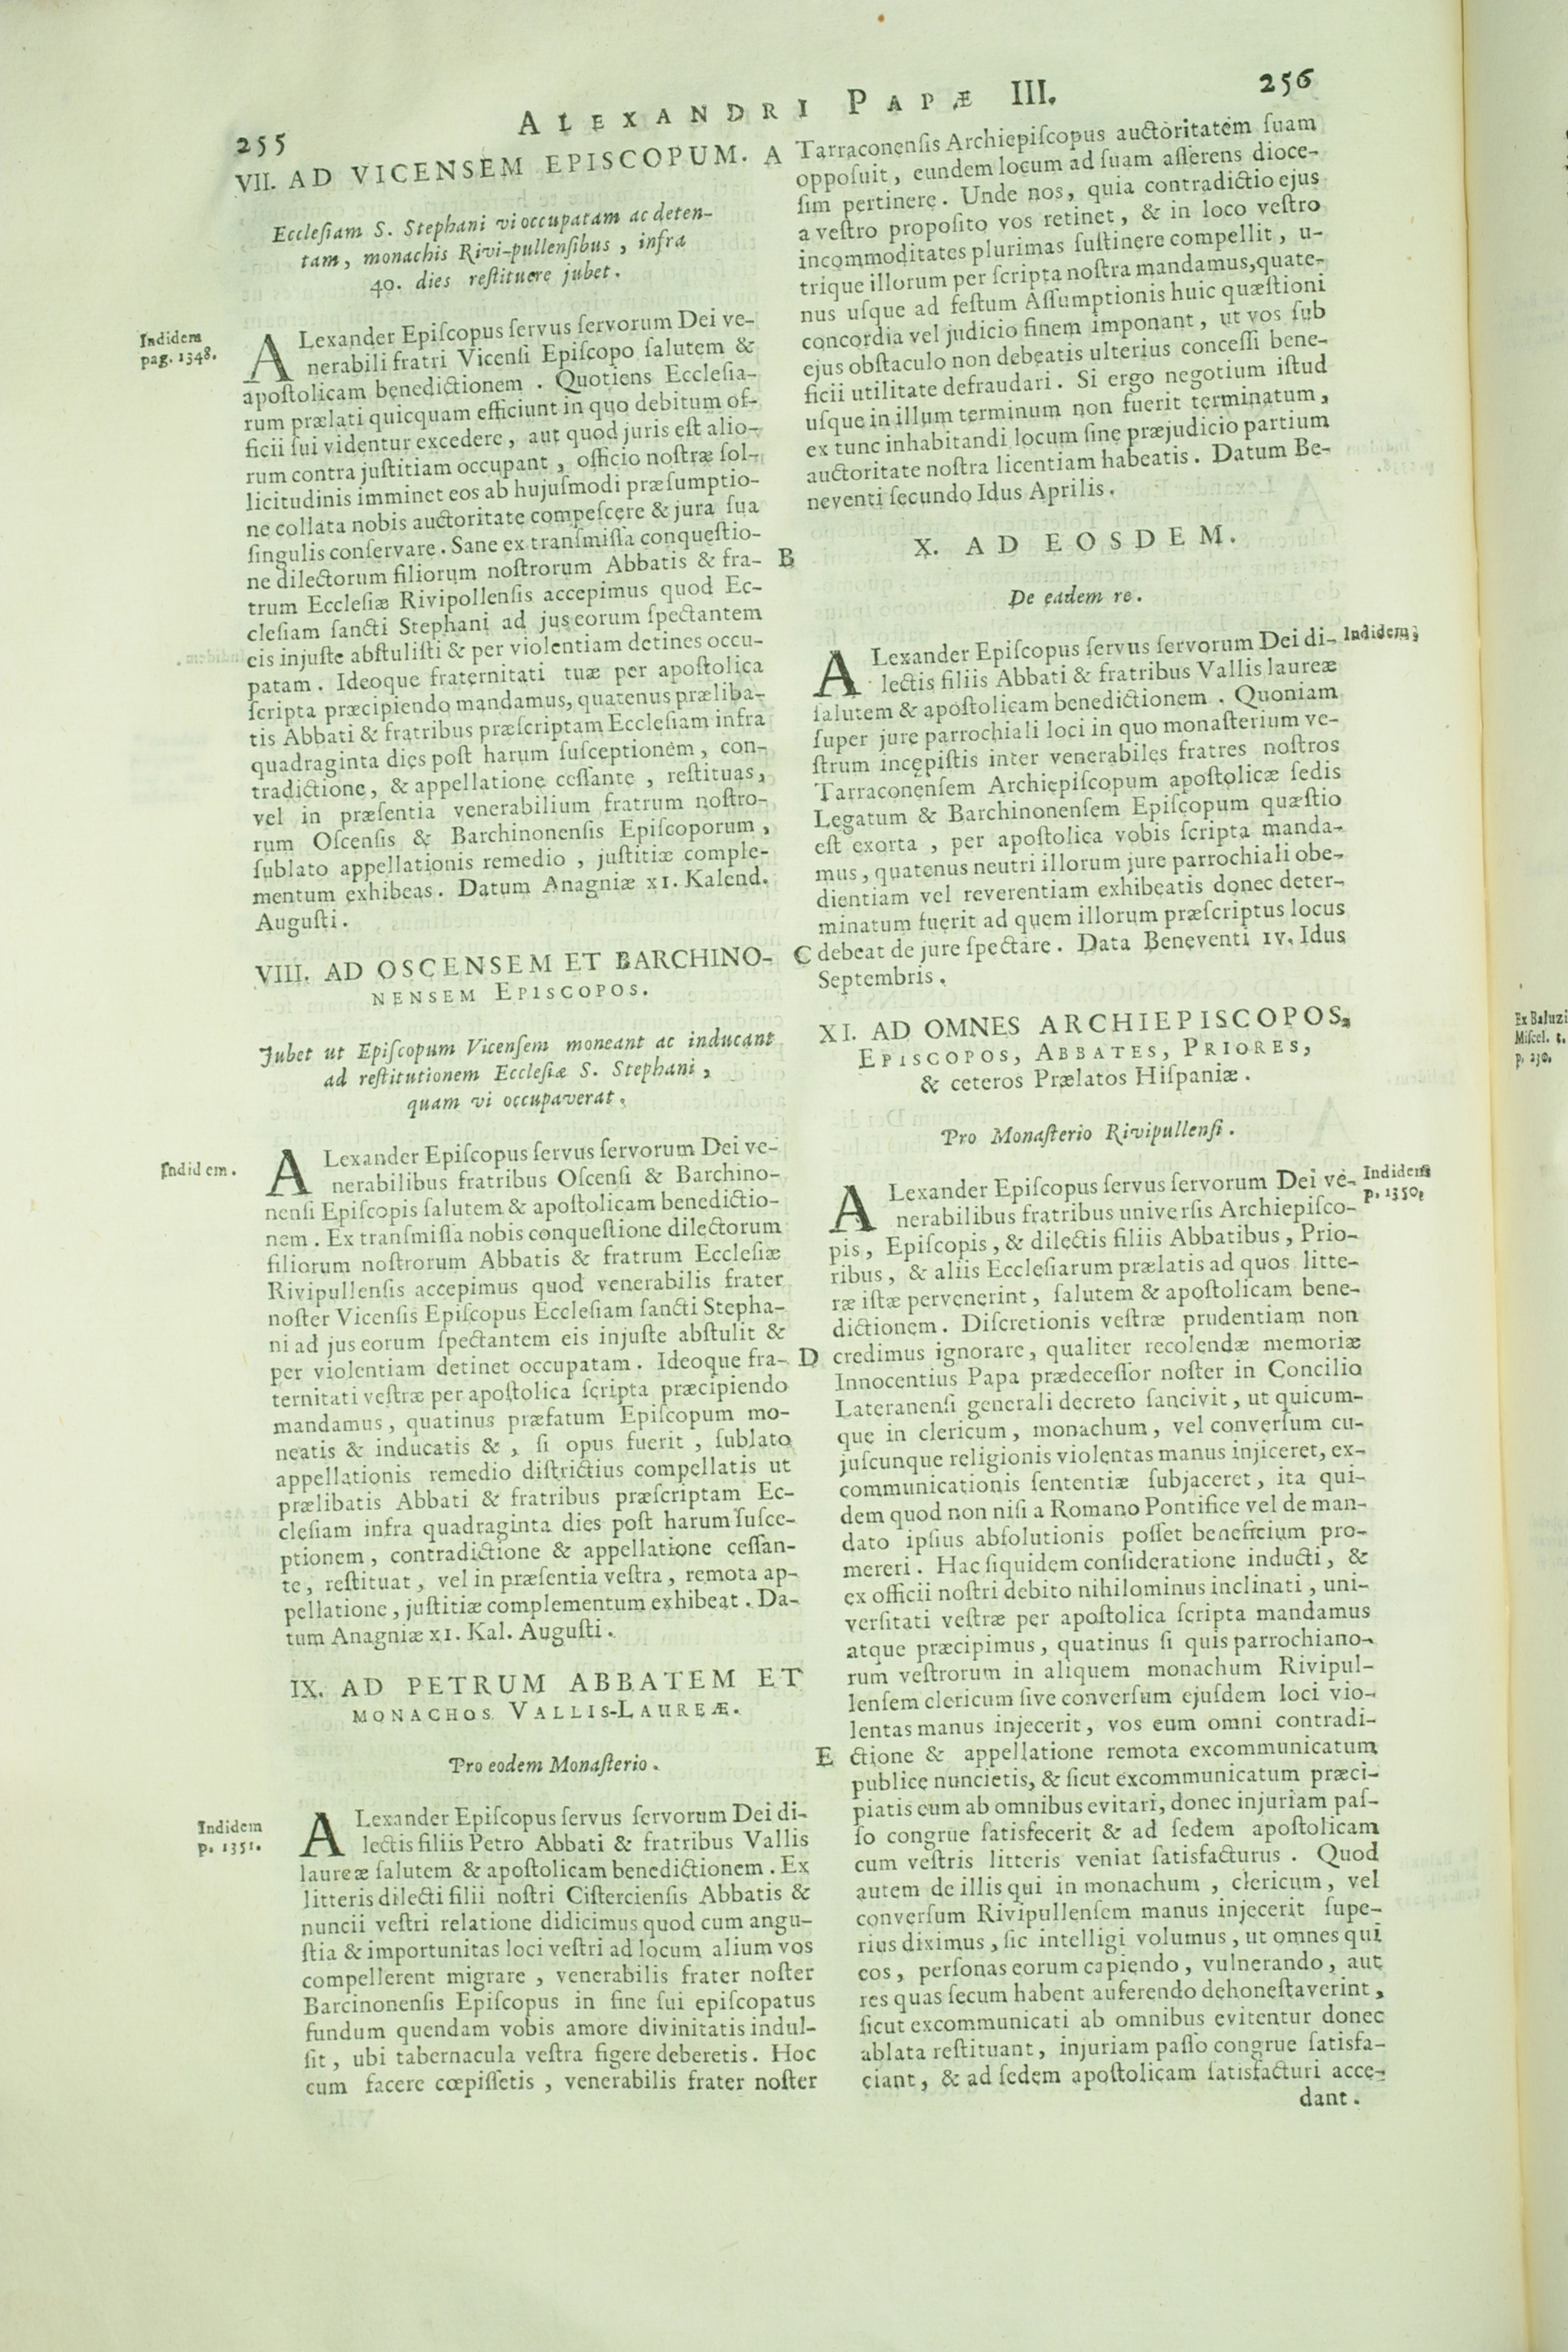 ALEXANDRI PAPÆ III.
255
VII. AD VICENSEM EPISCOPUM.
Ecclesiam S. Stephani vi occupatam ac deten-
tam, monachis Rivi-pullensibus, infra
40. dies restituere jubet.
Indidem
pag. 1348.
ALexander Episcopus servus servorum Dei ve-
nerabili fratri Vicensi Episcopo salutem &
apostolicam benedictionem. Quotiens Ecclesia-
rum prælati quicquam efficiunt in quo debitum of-
ficii sui videntur excedere, aut quod juris est alio-
rum contra justitiam occupant, officio nostræ sol-
licitudinis imminet eos ab hujusmodi præsumptio-
ne collata nobis auctoritate compescere & jura sua
singulis conservare. Sane ex transmissa conquestio-
ne dilectorum filiorum nostrorum Abbatis & fra-
trum Ecclesiæ Rivipollensis accepimus quod Ec-
clesiam sancti Stephani ad jus eorum spectantem
eis injuste abstulisti & per violentiam detines occu-
patam. Ideoque fraternitati tuæ per apostolica
scripta præcipiendo mandamus, quatenus præliba-
tis Abbati & fratribus præscriptam Ecclesiam infra
quadraginta dies post harum susceptionem, con-
tradictione, & appellatione cessante, restituas,
vel in præsentia venerabilium fratrum nostro-
rum Oscensis & Barchinonensis Episcoporum,
sublato appellationis remedio, justitiæ comple-
mentum exhibeas. Datum Anagniæ XI. Kalend.
Augusti.
VIII. AD OSCENSEM ET BARCHINO-
NENSEM EPISCOPOS.
Jubet ut Episcopum Vicensem moneant ac inducant
ad restitutionem Ecclesiæ S. Stephani,
quam vi occupaverat.
Indidem.
ALexander Episcopus servus servorum Dei ve-
nerabilibus fratribus Oscensi & Barchino-
nensi Episcopis salutem & apostolicam benedictio-
nem. Ex transmissa nobis conquestione dilectorum
filiorum nostrorum Abbatis & fratrum Ecclesiæ
Rivipullensis accepimus quod venerabilis frater
noster Vicensis Episcopus Ecclesiam sancti Stepha-
ni ad jus eorum spectantem eis injuste abstulit &
per violentiam detinet occupatam. Ideoque fra-
ternitati vestræ per apostolica scripta præcipiendo
mandamus, quatinus præfatum Episcopum mo-
neatis & inducatis &, si opus fuerit, sublato
appellationis remedio districtius compellatis ut
prælibatis Abbati & fratribus præscriptam Ec-
clesiam infra quadraginta dies post harum susce-
ptionem, contradictione & appellatione cessan-
te, restituat, vel in præsentia vestra, remota ap-
pellatione, justitiæ complementum exhibeat. Da-
tum Anagniæ XI. Kal. Augusti.
IX. AD PETRUM ABBATEM ET
MONACHOS VALLIS-LAUREÆ.
Pro eodem Monasterio.
Indidem
p. 1351.
ALexander Episcopus servus servorum Dei di-
lectis filiis Petro Abbati & fratribus Vallis
laureæ salutem & apostolicam benedictionem. Ex
litteris dilecti filii nostri Cisterciensis Abbatis &
nuncii vestri relatione didicimus quod cum angu-
stia & importunitas loci vestri ad locum alium vos
compellerent migrare, venerabilis frater noster
Barcinonensis Episcopus in fine sui episcopatus
fundum quendam vobis amore divinitatis indul-
sit, ubi tabernacula vestra figere deberetis. Hoc
cum facere cœpissetis, venerabilis frater noster
A
B
C
D
E
256
Tarraconensis Archiepiscopus auctoritatem suam
opposuit, eundem locum ad suam asserens dioce-
sim pertinere. Unde nos, quia contradictio ejus
a vestro proposito vos retinet, & in loco vestro
incommoditates plurimas sustinere compellit, u-
trique illorum per scripta nostra mandamus, quate-
nus usque ad festum Assumptionis huic quæstioni
concordia vel judicio finem imponant, ut vos sub
ejus obstaculo non debeatis ulterius concessi bene-
ficii utilitate defraudari. Si ergo negotium istud
usque in illum terminum non fuerit terminatum,
ex tunc inhabitandi locum sine præjudicio partium
auctoritate nostra licentiam habeatis. Datum Be-
neventi secundo Idus Aprilis.
X. AD EOSDEM.
De eadem re.
Indidem;
ALexander Episcopus servus servorum Dei di-
lectis filiis Abbati & fratribus Vallis laureæ
salutem & apostolicam benedictionem. Quoniam
super jure parrochiali loci in quo monasterium ve-
strum incepistis inter venerabiles fratres nostros
Tarraconensem Archiepiscopum apostolicæ sedis
Legatum & Barchinonensem Episcopum quæstio
est exorta, per apostolica vobis scripta manda-
mus, quatenus neutri illorum jure parrochiali obe-
dientiam vel reverentiam exhibeatis donec deter-
minatum fuerit ad quem illorum præscriptus locus
debeat de jure spectare. Data Beneventi IV. Idus
Septembris.
XI. AD OMNES ARCHIEPISCOPOS,
EPISCOPOS, ABBATES, PRIORES,
& ceteros Prælatos Hispaniæ.
Pro Monasterio Rivipullensi.
Indidem
p. 1350.
ALexander Episcopus servus servorum Dei ve-
nerabilibus fratribus universis Archiepisco-
pis, Episcopis, & dilectis filiis Abbatibus, Prio-
ribus, & aliis Ecclesiarum prælatis ad quos litte-
ræ istæ pervenerint, salutem & apostolicam bene-
dictionem. Discretionis vestræ prudentiam non
credimus ignorare, qualiter recolendæ memoriæ
Innocentius Papa prædecessor noster in Concilio
Lateranensi generali decreto sancivit, ut quicum-
que in clericum, monachum, vel conversum cu-
juscunque religionis violentas manus injiceret, ex-
communicationis sententiæ subjaceret, ita qui-
dem quod non nisi a Romano Pontifice vel de man-
dato ipsius absolutionis posset beneficium pro-
mereri. Hac siquidem consideratione inducti, &
ex officii nostri debito nihilominus inclinati, uni-
versitati vestræ per apostolica scripta mandamus
atque præcipimus, quatinus si quis parrochiano-
rum vestrorum in aliquem monachum Rivipul-
lensem clericum sive conversum ejusdem loci vio-
lentas manus injecerit, vos eum omni contradi-
ctione & appellatione remota excommunicatum
publice nuncietis, & sicut excommunicatum præci-
piatis eum ab omnibus evitari, donec injuriam pas-
so congrue satisfecerit & ad sedem apostolicam
cum vestris litteris veniat satisfacturus. Quod
autem de illis qui in monachum, clericum, vel
conversum Rivipullensem manus injecerit supe-
rius diximus, sic intelligi volumus, ut omnes qui
eos, personas eorum capiendo, vulnerando, aut
res quas secum habent auferendo dehonestaverint,
sicut excommunicati ab omnibus evitentur donec
ablata restituant, injuriam passo congrue satisfa-
ciant, & ad sedem apostolicam satisfacturi acce-
dant.
Ex Baluzi
Miscel. t.
p. 230.